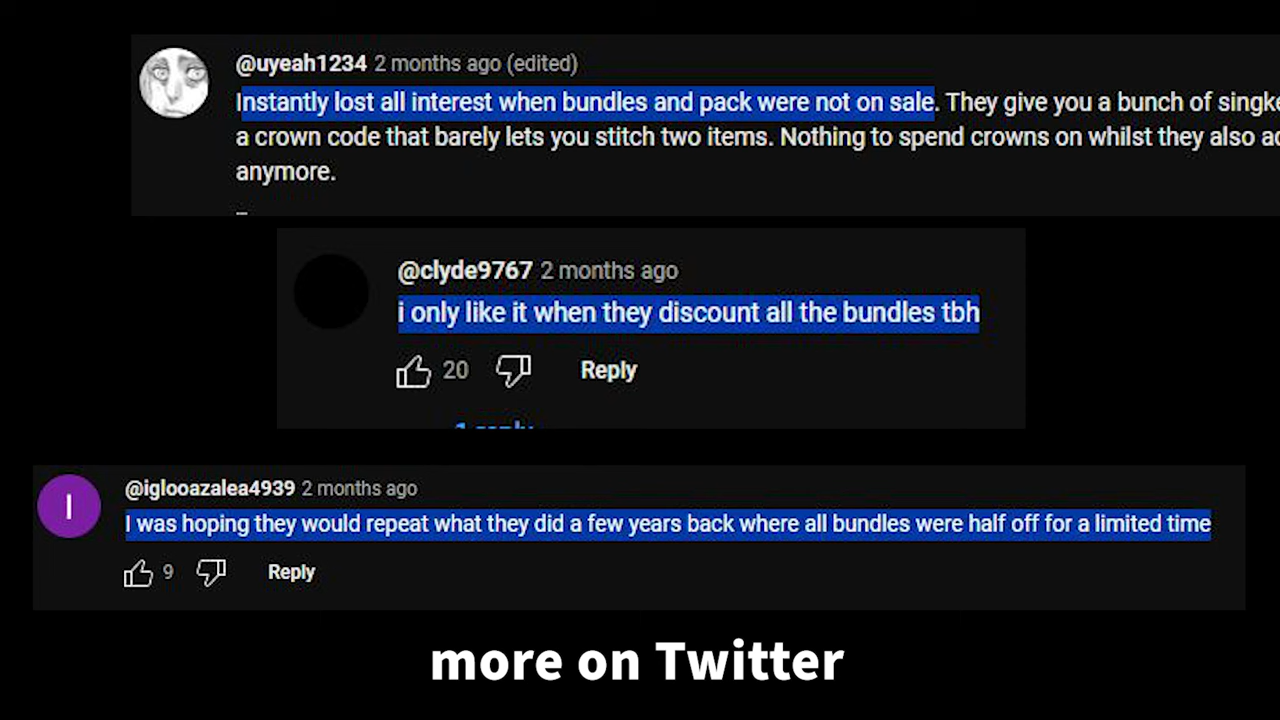 @uyeah1234 2 months ago (edited)
Instantly lost all interest when bundles and pack were not on sale. They give you a bunch of
a crown code that barely lets you stitch two items. Nothing to spend crowns on whilst they also
anymore.
@clyde9767 2 months ago
i only like it when they discount all the bundles tbh
20 Reply
1 reply
I
@iglooazalea4939 2 months ago
I was hoping they would repeat what they did a few years back where all bundles were half off for a limited time
9 Reply
more on Twitter